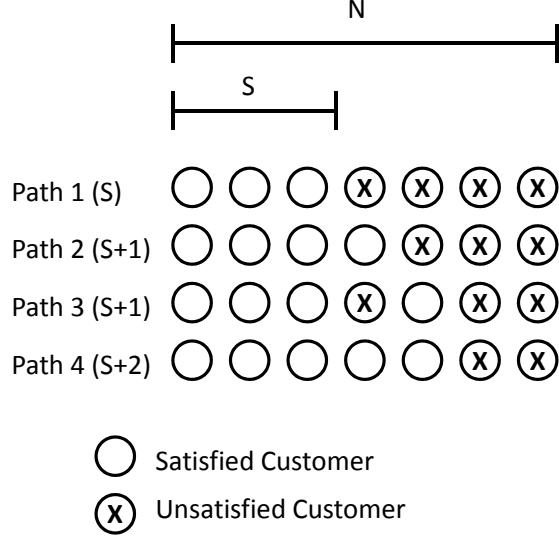 N
S
Path 1 (S) X X X X
Path 2 (S+1) X X X
Path 3 (S+1) X X X
Path 4 (S+2) X X
Satisfied Customer
X Unsatisfied Customer